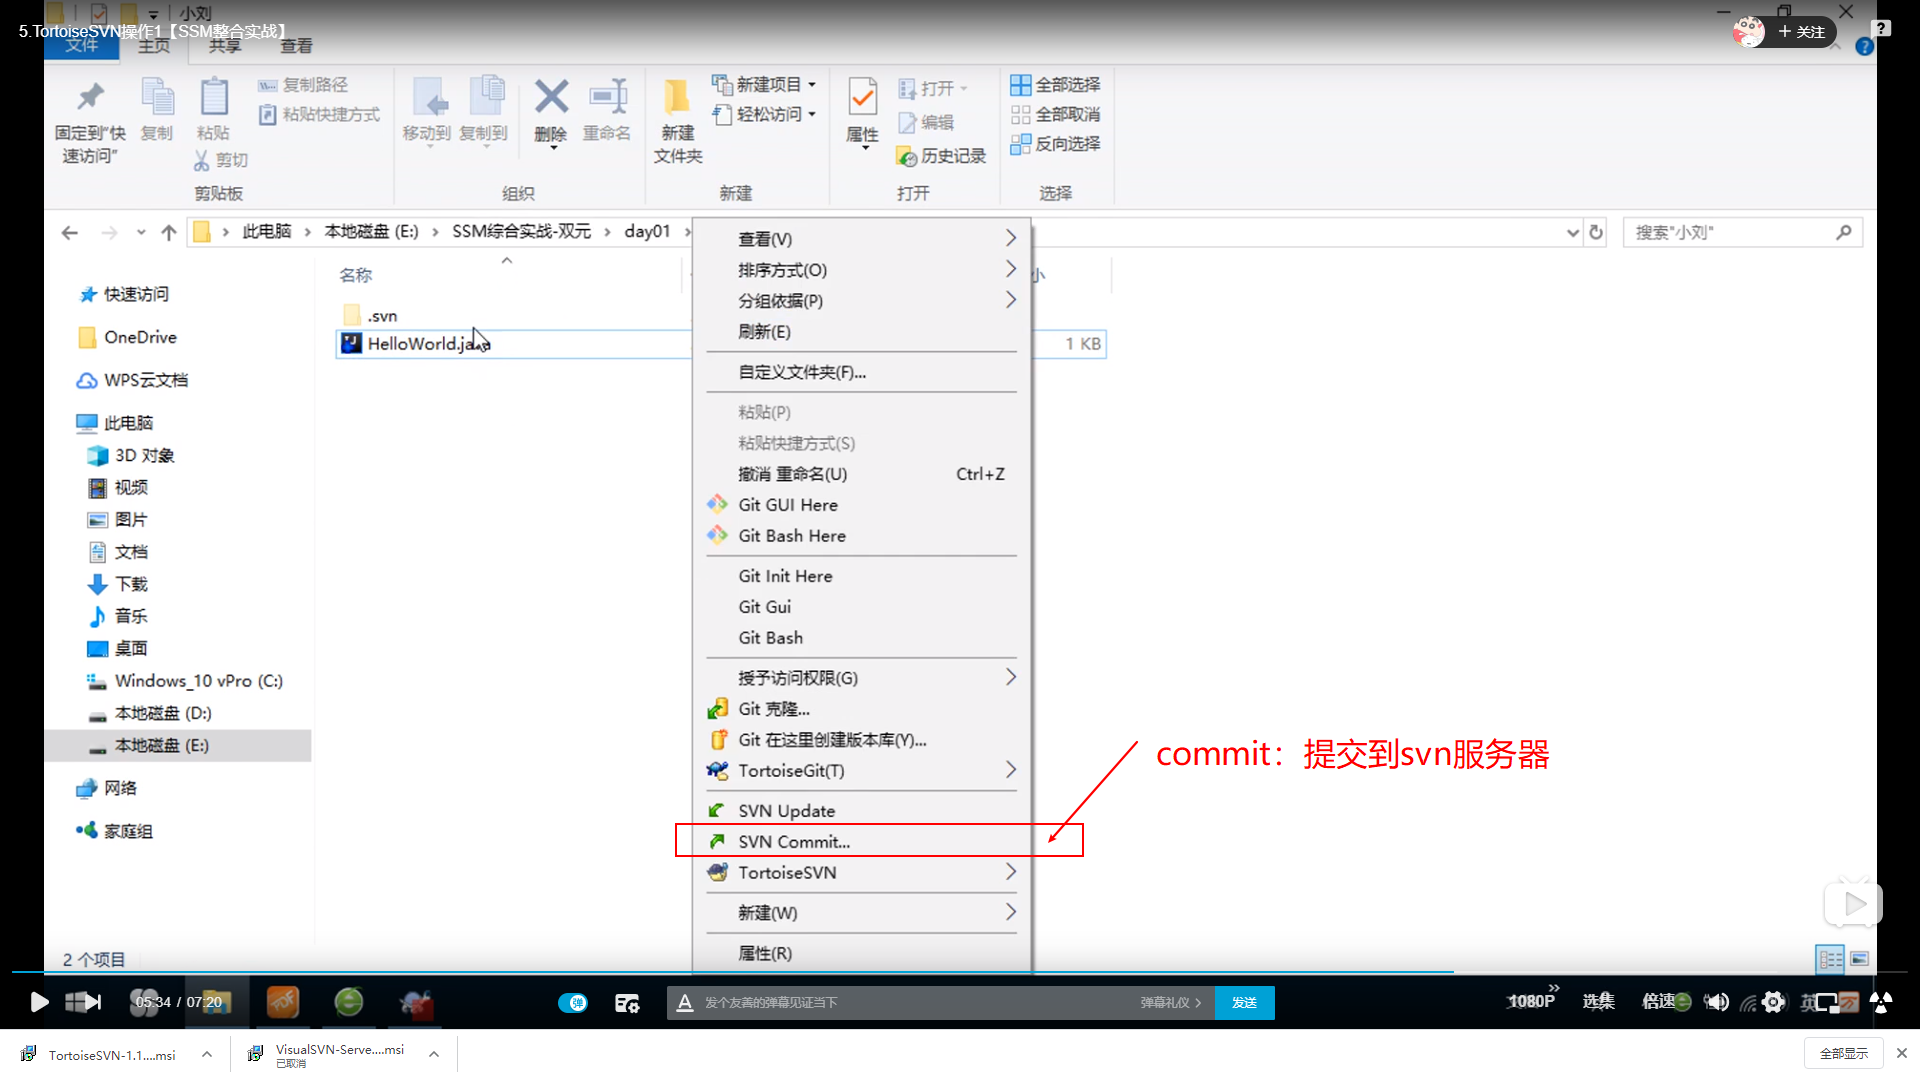 小刘
5.TortoiseSVN操作1【SSM整合实战】
+ 关注
文件 主页 共享 查看
固定到"快速访问"
复制
粘贴
复制路径
粘贴快捷方式
剪切
剪贴板
移动到
复制到
删除
重命名
组织
新建文件夹
新建项目
轻松访问
新建
属性
打开
编辑
历史记录
打开
全部选择
全部取消
反向选择
选择
此电脑 > 本地磁盘 (E:) > SSM综合实战-双元 > day01 >
搜索"小刘"
名称
小
.svn
HelloWorld.java
1 KB
快速访问
OneDrive
WPS云文档
此电脑
3D 对象
视频
图片
文档
下载
音乐
桌面
Windows_10 vPro (C:)
本地磁盘 (D:)
本地磁盘 (E:)
网络
家庭组
2 个项目
查看(V)
排序方式(O)
分组依据(P)
刷新(E)
自定义文件夹(F)...
粘贴(P)
粘贴快捷方式(S)
撤消 重命名(U) Ctrl+Z
Git GUI Here
Git Bash Here
Git Init Here
Git Gui
Git Bash
授予访问权限(G)
Git 克隆...
Git 在这里创建版本库(Y)...
TortoiseGit(T)
SVN Update
SVN Commit...
TortoiseSVN
新建(W)
属性(R)
commit：提交到svn服务器
05:34 / 07:20
弹
发个友善的弹幕见证当下
弹幕礼仪 >
发送
1080P
选集
倍速
英
TortoiseSVN-1.1....msi
VisualSVN-Serve....msi
已取消
全部显示